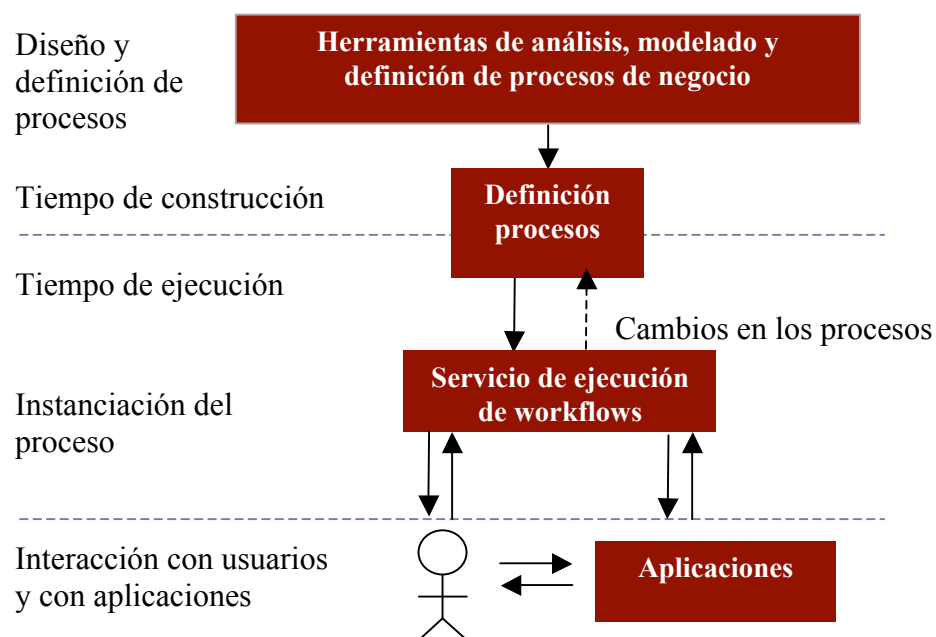 Diseño y
definición de
procesos
Herramientas de análisis, modelado y
definición de procesos de negocio
Tiempo de construcción
Definición
procesos
Tiempo de ejecución
Cambios en los procesos
Servicio de ejecución
de workflows
Instanciación del
proceso
Interacción con usuarios
y con aplicaciones
Aplicaciones